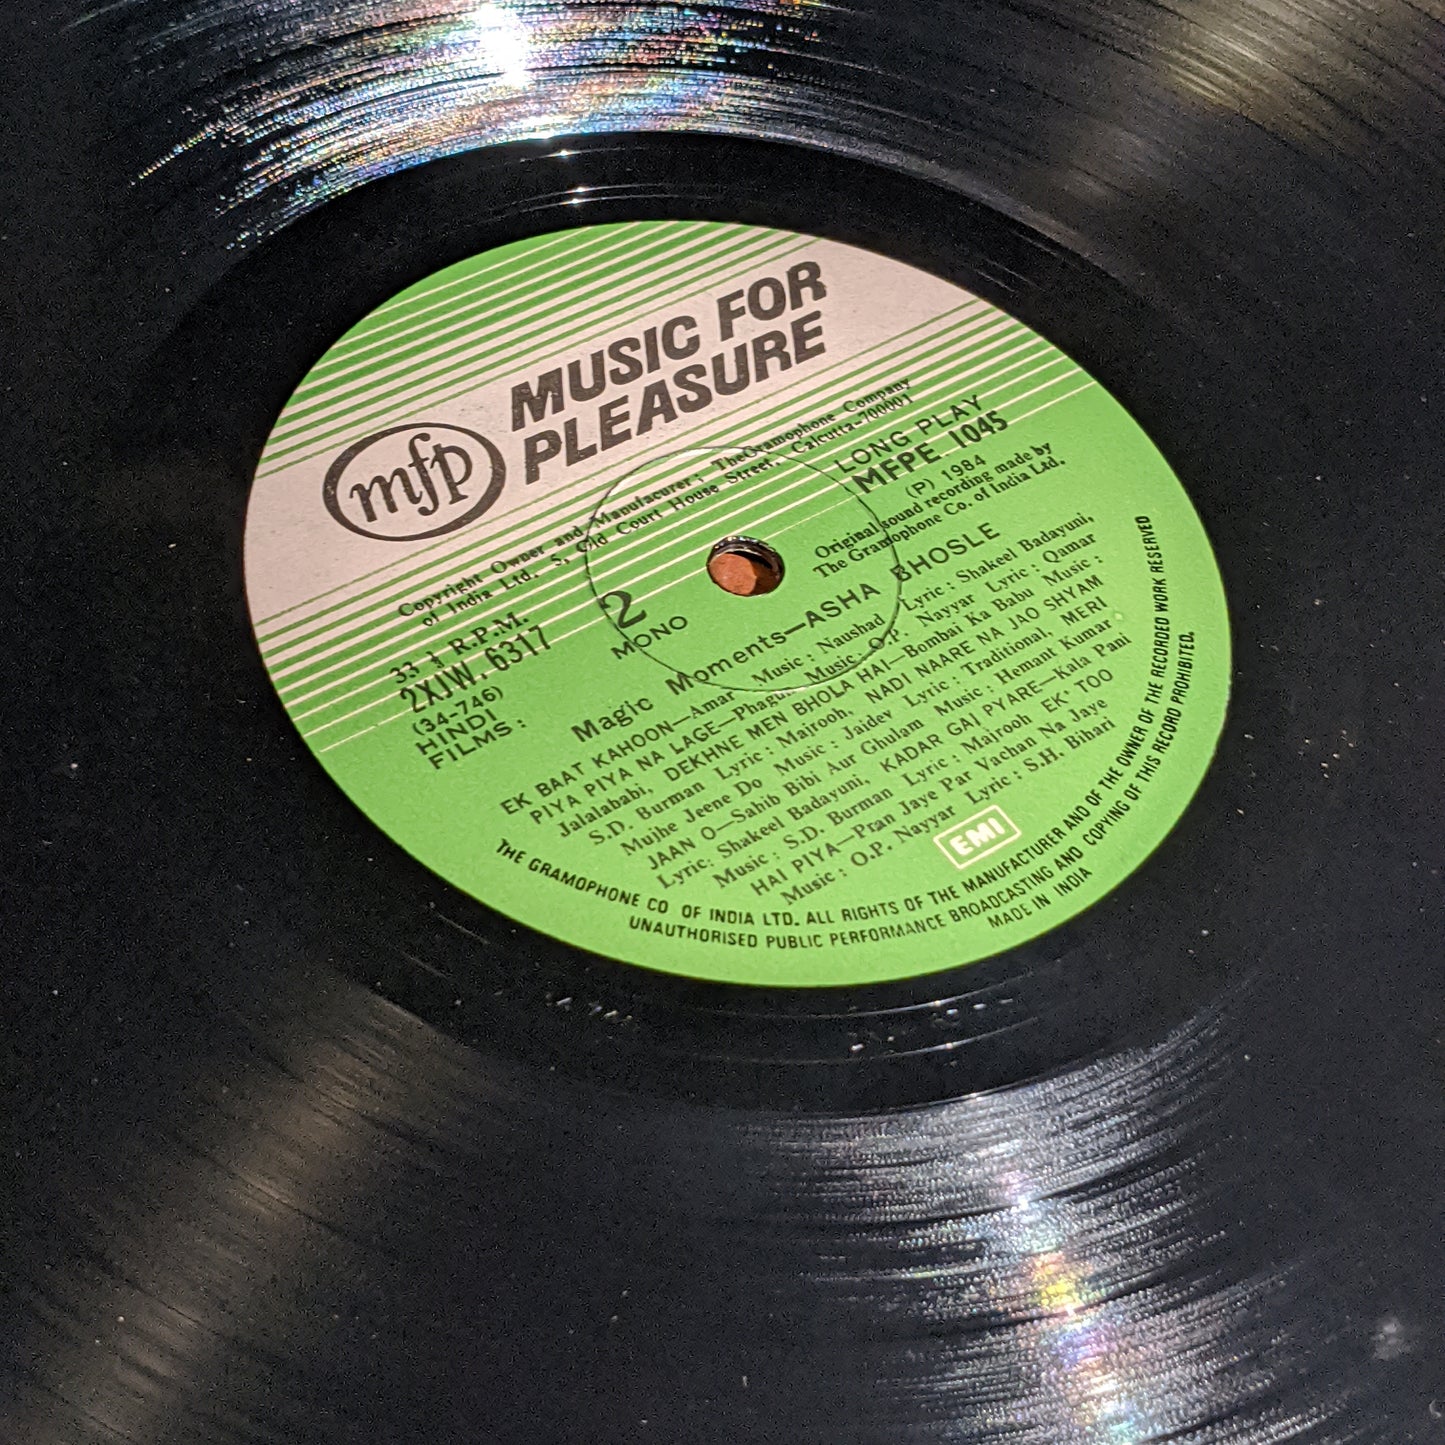 mfp
MUSIC FOR
PLEASURE
Copyright Owner and Manufacurer ; TheGramophone Company
of India Ltd. 5, Old Court House Street, Calcutta-700001
33 ⅓ R.P.M.
2XJW. 6317
(34-746)
HINDI
FILMS :
2
MONO
LONG PLAY
MFPE. 1045
(P) 1984
Original sound recording made by
The Gramophone Co. of India Ltd.
Magic Moments—ASHA BHOSLE
EK BAAT KAHOON—Amar Music : Naushad Lyric : Shakeel Badayuni,
PIYA PIYA NA LAGE—Phagun Music : O.P. Nayyar Lyric : Qamar
Jalalabadi, DEKHNE MEN BHOLA HAI—Bombai Ka Babu Music :
S.D. Burman Lyric : Majrooh, NADI NAARE NA JAO SHYAM
Mujhe Jeene Do Music : Jaidev Lyric : Traditional, MERI
JAAN O—Sahib Bibi Aur Ghulam Music : Hemant Kumar
Lyric: Shakeel Badayuni, KADAR GAI PYARE—Kala Pani
Music : S.D. Burman Lyric : Majrooh EK' TOO
HAI PIYA—Pran Jaye Par Vachan Na Jaye
Music : O.P. Nayyar Lyric : S.H. Bihari
EMI
THE GRAMOPHONE CO OF INDIA LTD. ALL RIGHTS OF THE MANUFACTURER AND OF THE OWNER OF THE RECORDED WORK RESERVED
UNAUTHORISED PUBLIC PERFORMANCE BROADCASTING AND COPYING OF THIS RECORD PROHIBITED.
MADE IN INDIA